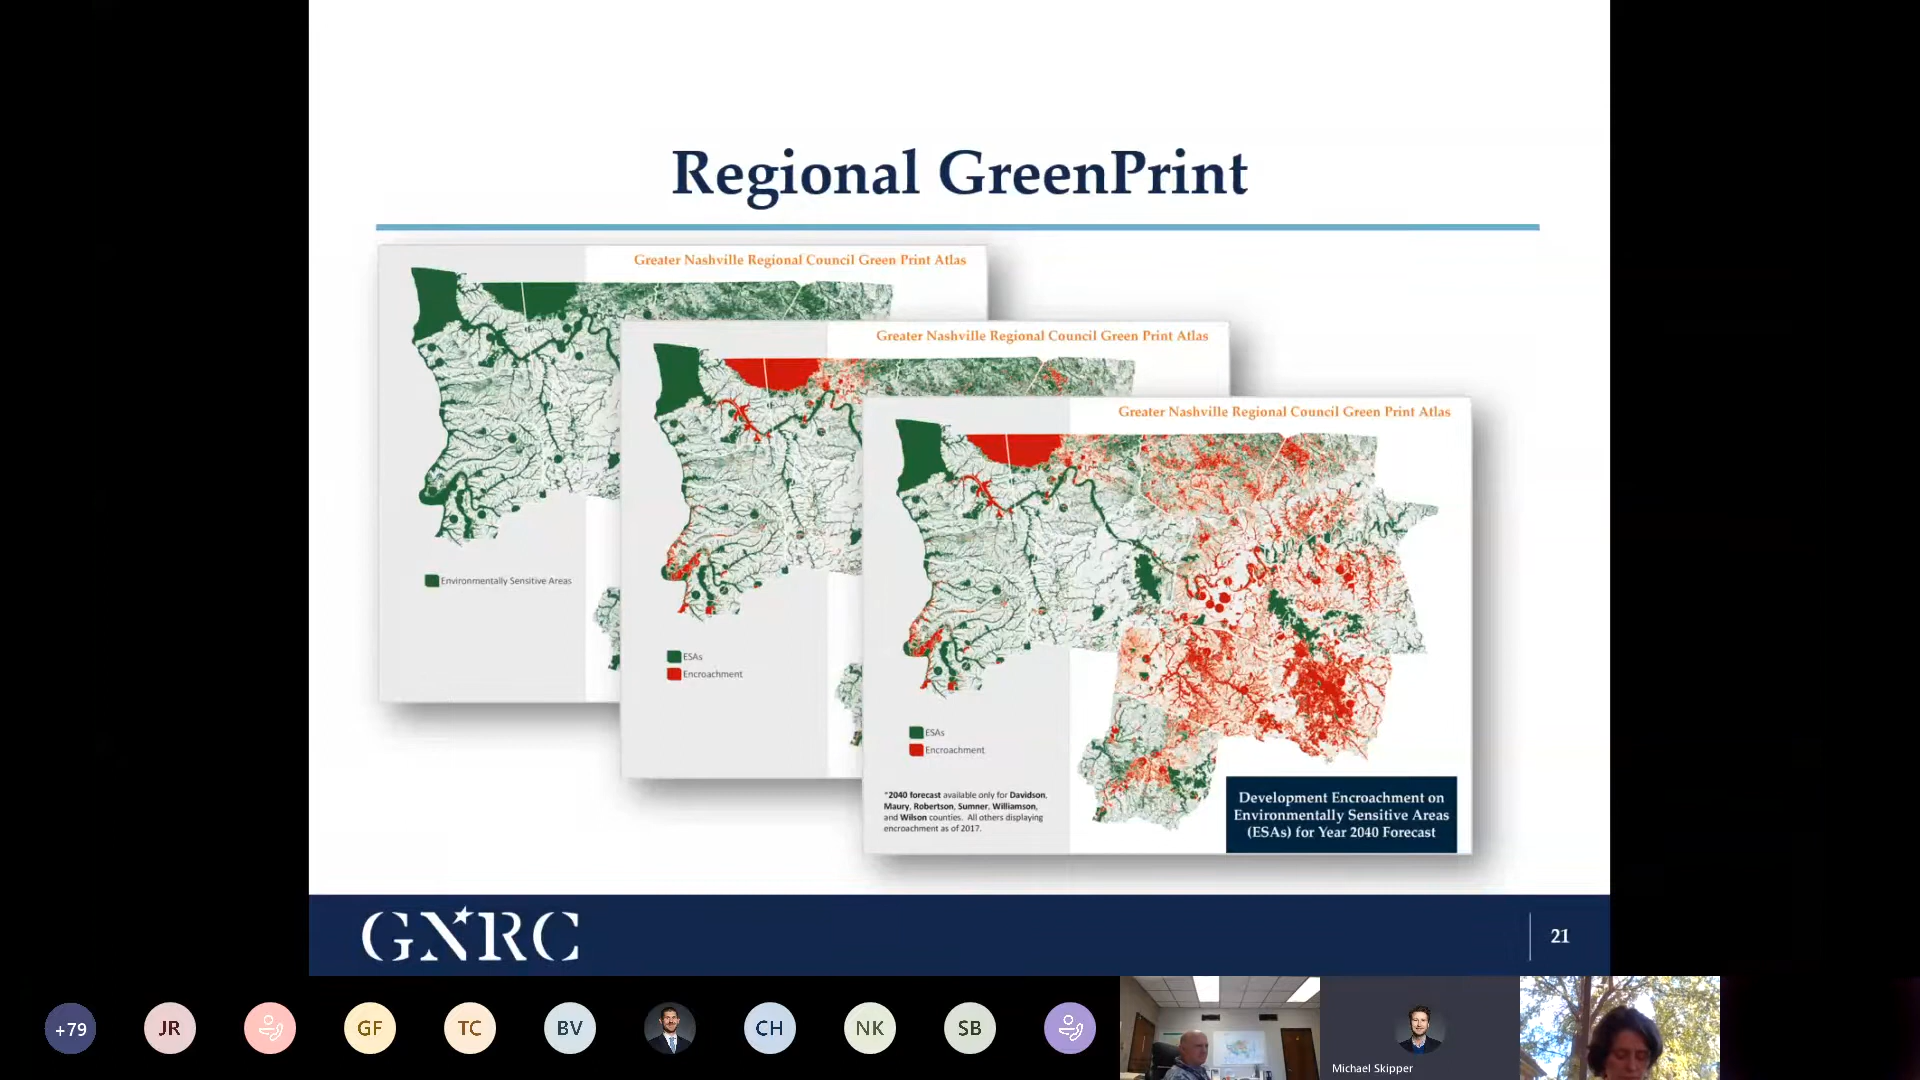 Regional GreenPrint
Greater Nashville Regional Council Green Print Atlas
Environmentally Sensitive Areas
Greater Nashville Regional Council Green Print Atlas
ESAs
Encroachment
Greater Nashville Regional Council Green Print Atlas
ESAs
Encroachment
*2040 forecast available only for Davidson,
Maury, Robertson, Sumner, Williamson,
and Wilson counties. All others displaying
encroachment as of 2017.
Development Encroachment on
Environmentally Sensitive Areas
(ESAs) for Year 2040 Forecast
GNRC
21
+79
JR
GF
TC
BV
CH
NK
SB
Michael Skipper